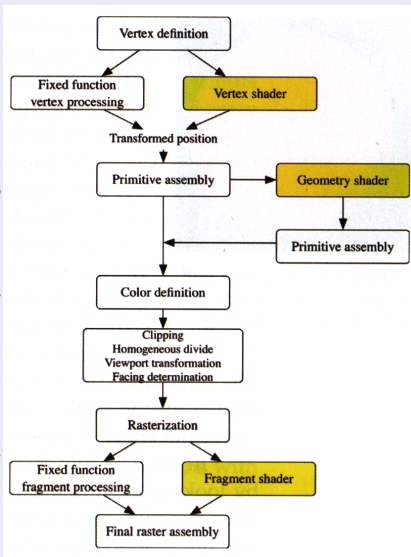 Vertex definition
Fixed function
vertex processing
Vertex shader
Transformed position
Primitive assembly
Geometry shader
Primitive assembly
Color definition
Clipping
Homogeneous divide
Viewport transformation
Facing determination
Rasterization
Fixed function
fragment processing
Fragment shader
Final raster assembly